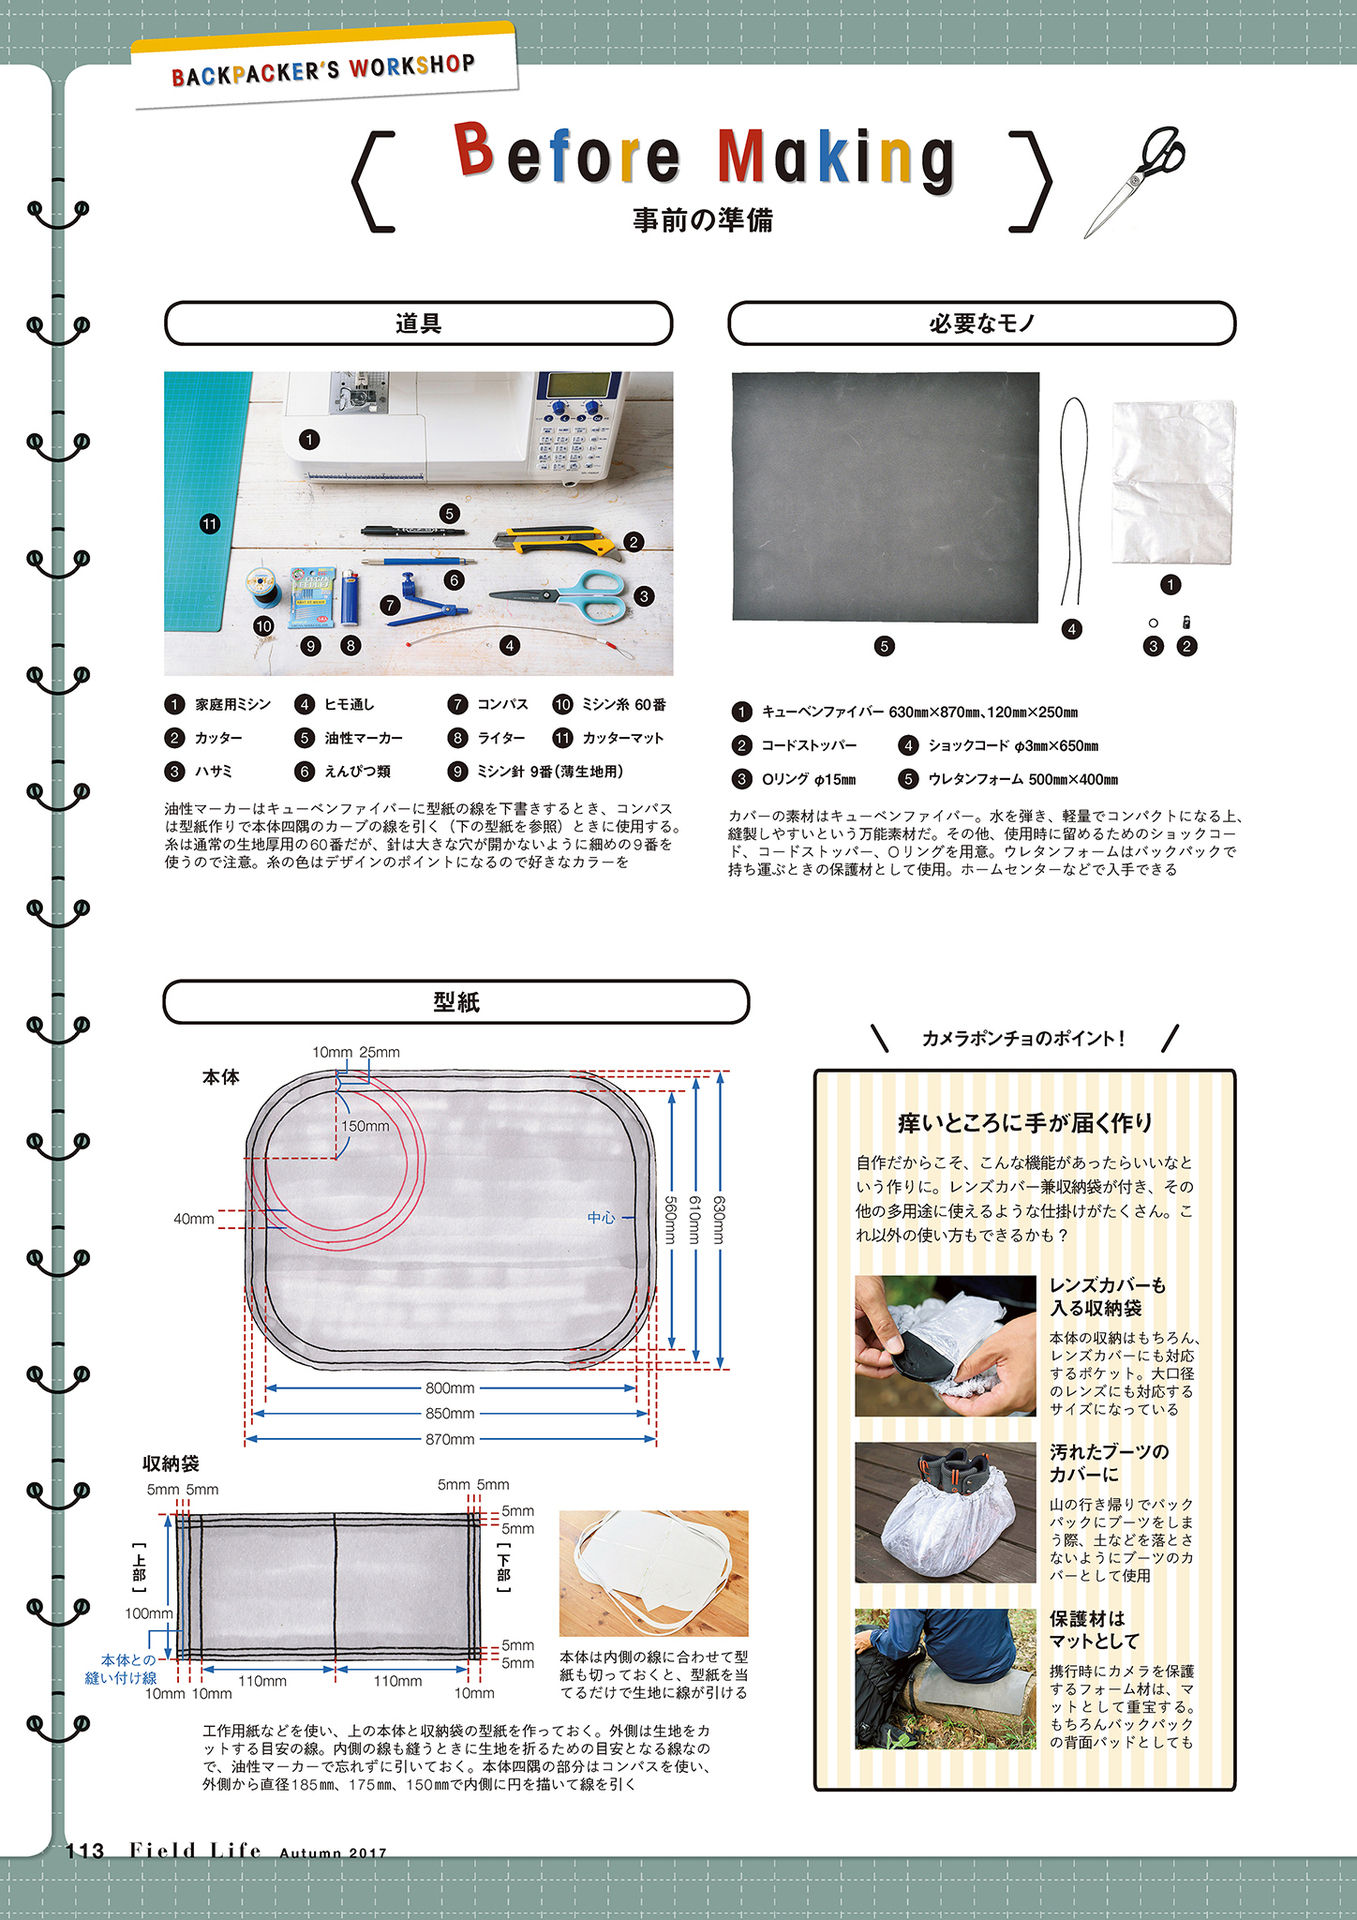 BACKPACKER'S WORKSHOP
Before Making
事前の準備
道具
1
11
5
2
6
7
3
10
9
8
4
❶ 家庭用ミシン ❹ ヒモ通し ❼ コンパス ❿ ミシン糸 60番
❷ カッター ❺ 油性マーカー ❽ ライター ⓫ カッターマット
❸ ハサミ ❻ えんぴつ類 ❾ ミシン針 9番（薄生地用）
油性マーカーはキューベンファイバーに型紙の線を下書きするとき、コンパス
は型紙作りで本体四隅のカーブの線を引く（下の型紙を参照）ときに使用する。
糸は通常の生地厚用の60番だが、針は大きな穴が開かないように細めの9番を
使うので注意。糸の色はデザインのポイントになるので好きなカラーを
必要なモノ
1
4
3
2
5
❶ キューベンファイバー 630㎜×870㎜、120㎜×250㎜
❷ コードストッパー ❹ ショックコード φ3㎜×650㎜
❸ Oリング φ15㎜ ❺ ウレタンフォーム 500㎜×400㎜
カバーの素材はキューベンファイバー。水を弾き、軽量でコンパクトになる上、
縫製しやすいという万能素材だ。その他、使用時に留めるためのショックコー
ド、コードストッパー、Oリングを用意。ウレタンフォームはバックパックで
持ち運ぶときの保護材として使用。ホームセンターなどで入手できる
型紙
本体
10mm 25mm
150mm
40mm
中心
560mm
610mm
630mm
800mm
850mm
870mm
収納袋
5mm 5mm
5mm 5mm
5mm
5mm
［上部］
［下部］
100mm
本体との
縫い付け線
5mm
5mm
110mm
110mm
10mm 10mm
10mm
本体は内側の線に合わせて型
紙も切っておくと、型紙を当
てるだけで生地に線が引ける
工作用紙などを使い、上の本体と収納袋の型紙を作っておく。外側は生地をカ
ットする目安の線。内側の線も縫うときに生地を折るための目安となる線なの
で、油性マーカーで忘れずに引いておく。本体四隅の部分はコンパスを使い、
外側から直径185㎜、175㎜、150㎜で内側に円を描いて線を引く
カメラポンチョのポイント！
痒いところに手が届く作り
自作だからこそ、こんな機能があったらいいなと
いう作りに。レンズカバー兼収納袋が付き、その
他の多用途に使えるような仕掛けがたくさん。こ
れ以外の使い方もできるかも？
レンズカバーも
入る収納袋
本体の収納はもちろん、
レンズカバーにも対応
するポケット。大口径
のレンズにも対応する
サイズになっている
汚れたブーツの
カバーに
山の行き帰りでバック
パックにブーツをしま
う際、土などを落とさ
ないようにブーツのカ
バーとして使用
保護材は
マットとして
携行時にカメラを保護
するフォーム材は、マ
ットとして重宝する。
もちろんバックパック
の背面パッドとしても
113 Field Life Autumn 2017